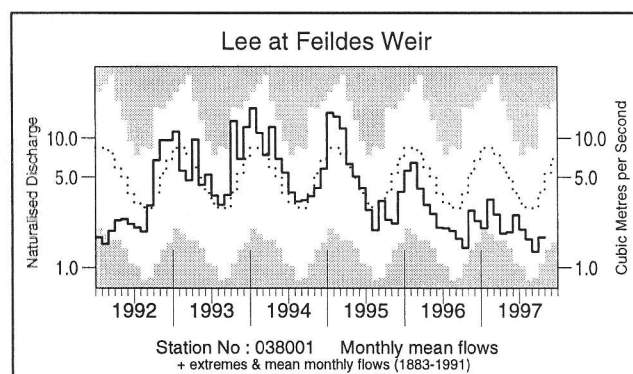 Lee at Feildes Weir
Naturalised Discharge
10.0
5.0
1.0
10.0
5.0
1.0
Cubic Metres per Second
1992 1993 1994 1995 1996 1997
Station No : 038001 Monthly mean flows
+ extremes & mean monthly flows (1883-1991)